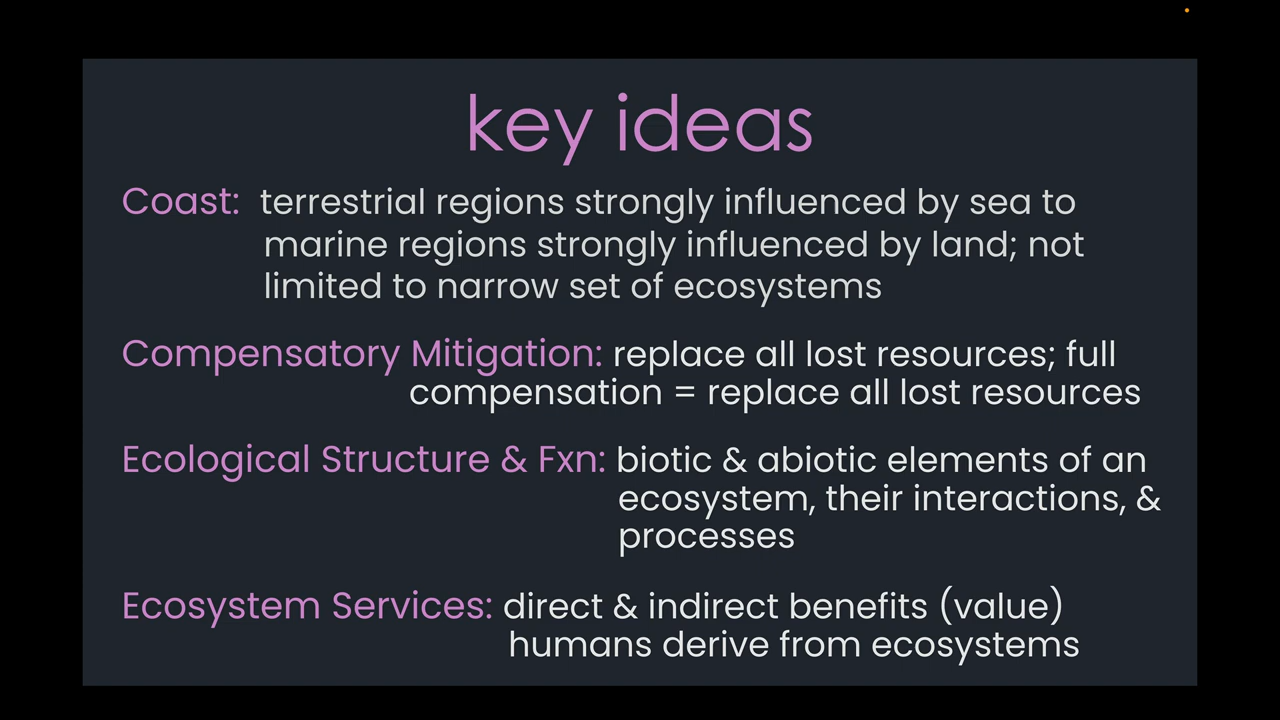 key ideas
Coast: terrestrial regions strongly influenced by sea to
marine regions strongly influenced by land; not
limited to narrow set of ecosystems
Compensatory Mitigation: replace all lost resources; full
compensation = replace all lost resources
Ecological Structure & Fxn: biotic & abiotic elements of an
ecosystem, their interactions, &
processes
Ecosystem Services: direct & indirect benefits (value)
humans derive from ecosystems